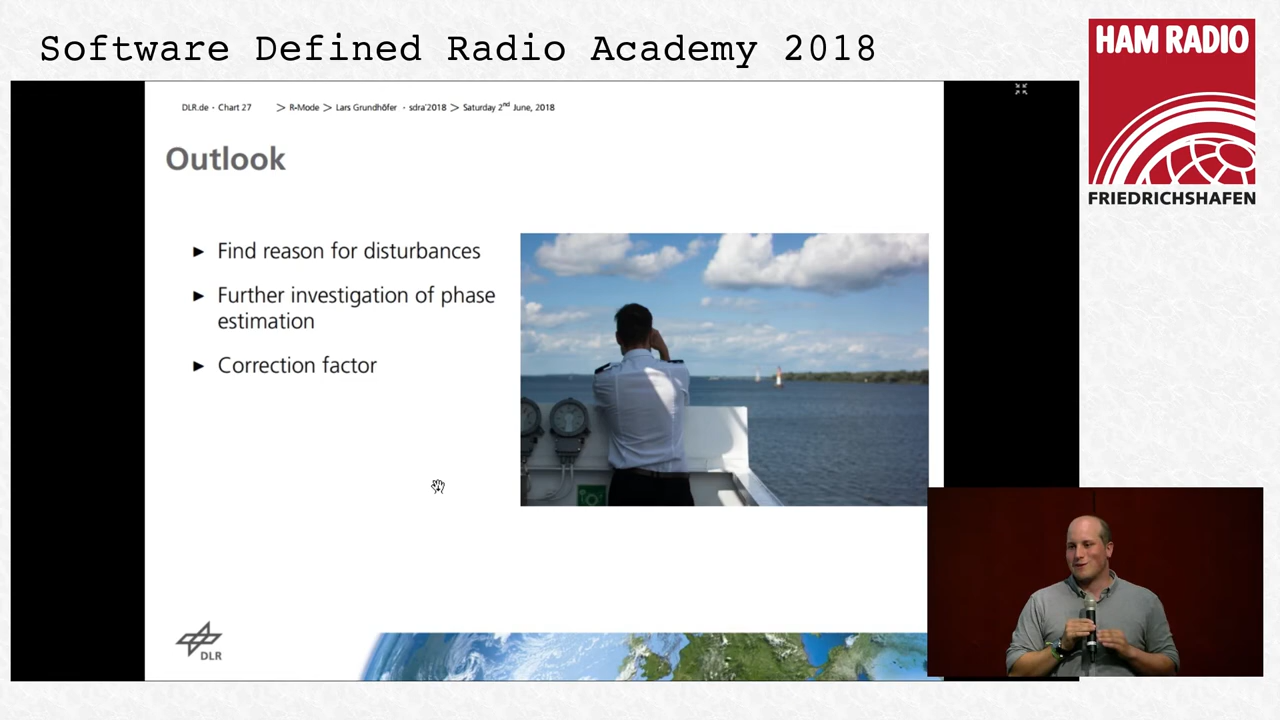 Software Defined Radio Academy 2018
HAM RADIO
FRIEDRICHSHAFEN
DLR.de · Chart 27 > R-Mode > Lars Grundhöfer · sdra'2018 > Saturday 2nd June, 2018
Outlook
► Find reason for disturbances
► Further investigation of phase
estimation
► Correction factor
DLR